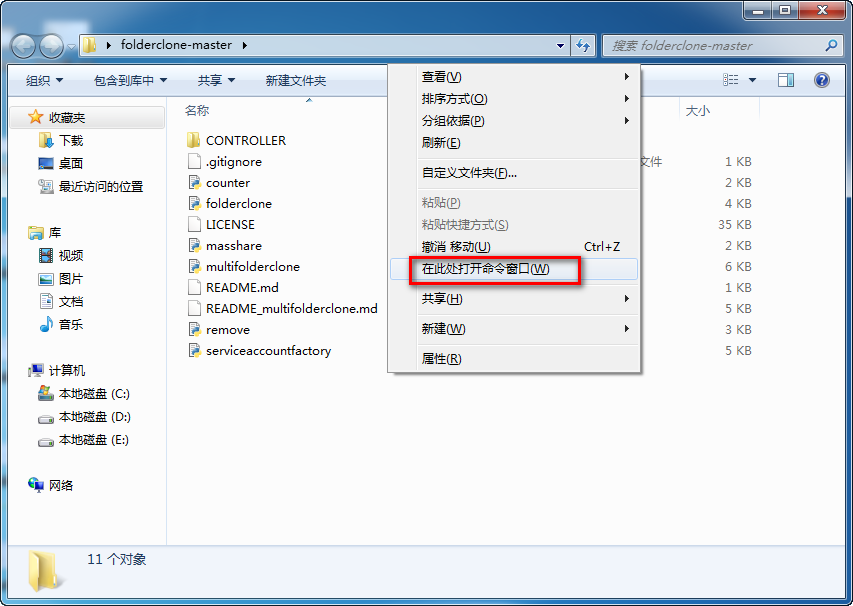 folderclone-master
搜索 folderclone-master
组织
包含到库中
共享
新建文件夹
收藏夹
下载
桌面
最近访问的位置
库
视频
图片
文档
音乐
计算机
本地磁盘 (C:)
本地磁盘 (D:)
本地磁盘 (E:)
网络
名称
大小
CONTROLLER
.gitignore
文件
1 KB
counter
2 KB
folderclone
4 KB
LICENSE
35 KB
masshare
2 KB
multifolderclone
6 KB
README.md
1 KB
README_multifolderclone.md
5 KB
remove
3 KB
serviceaccountfactory
5 KB
查看(V)
排序方式(O)
分组依据(P)
刷新(E)
自定义文件夹(F)...
粘贴(P)
粘贴快捷方式(S)
撤消 移动(U) Ctrl+Z
在此处打开命令窗口(W)
共享(H)
新建(W)
属性(R)
11 个对象